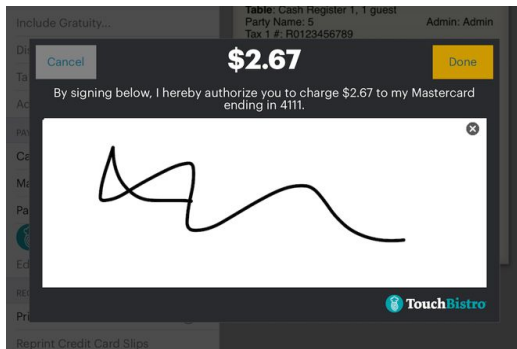 Include Gratuity...
Table: Cash Register 1, 1 guest
Party Name: 5 Admin: Admin
Tax 1 #: R0123456789
Cancel
$2.67
Done
By signing below, I hereby authorize you to charge $2.67 to my Mastercard
ending in 4111.
TouchBistro
Reprint Credit Card Slips